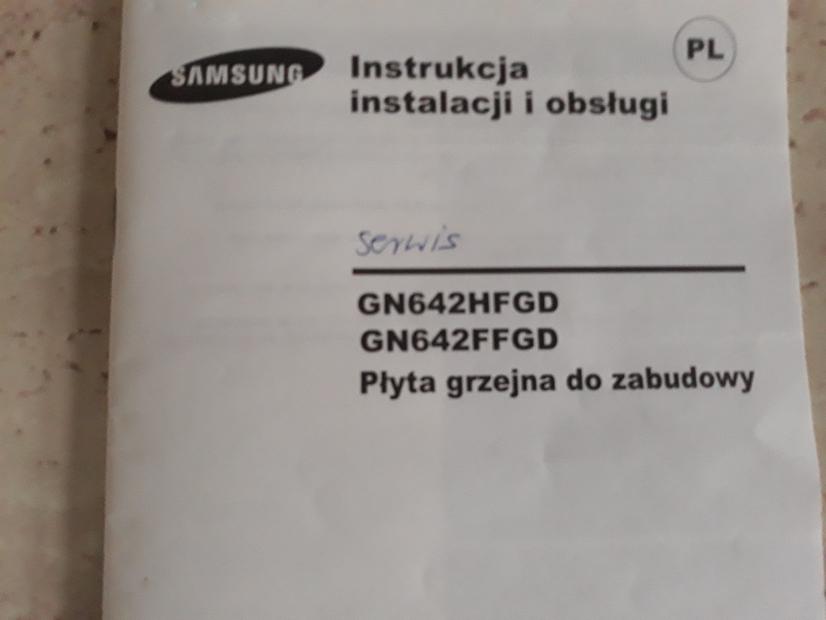 SAMSUNG
Instrukcja
instalacji i obsługi
PL
serwis
GN642HFGD
GN642FFGD
Płyta grzejna do zabudowy